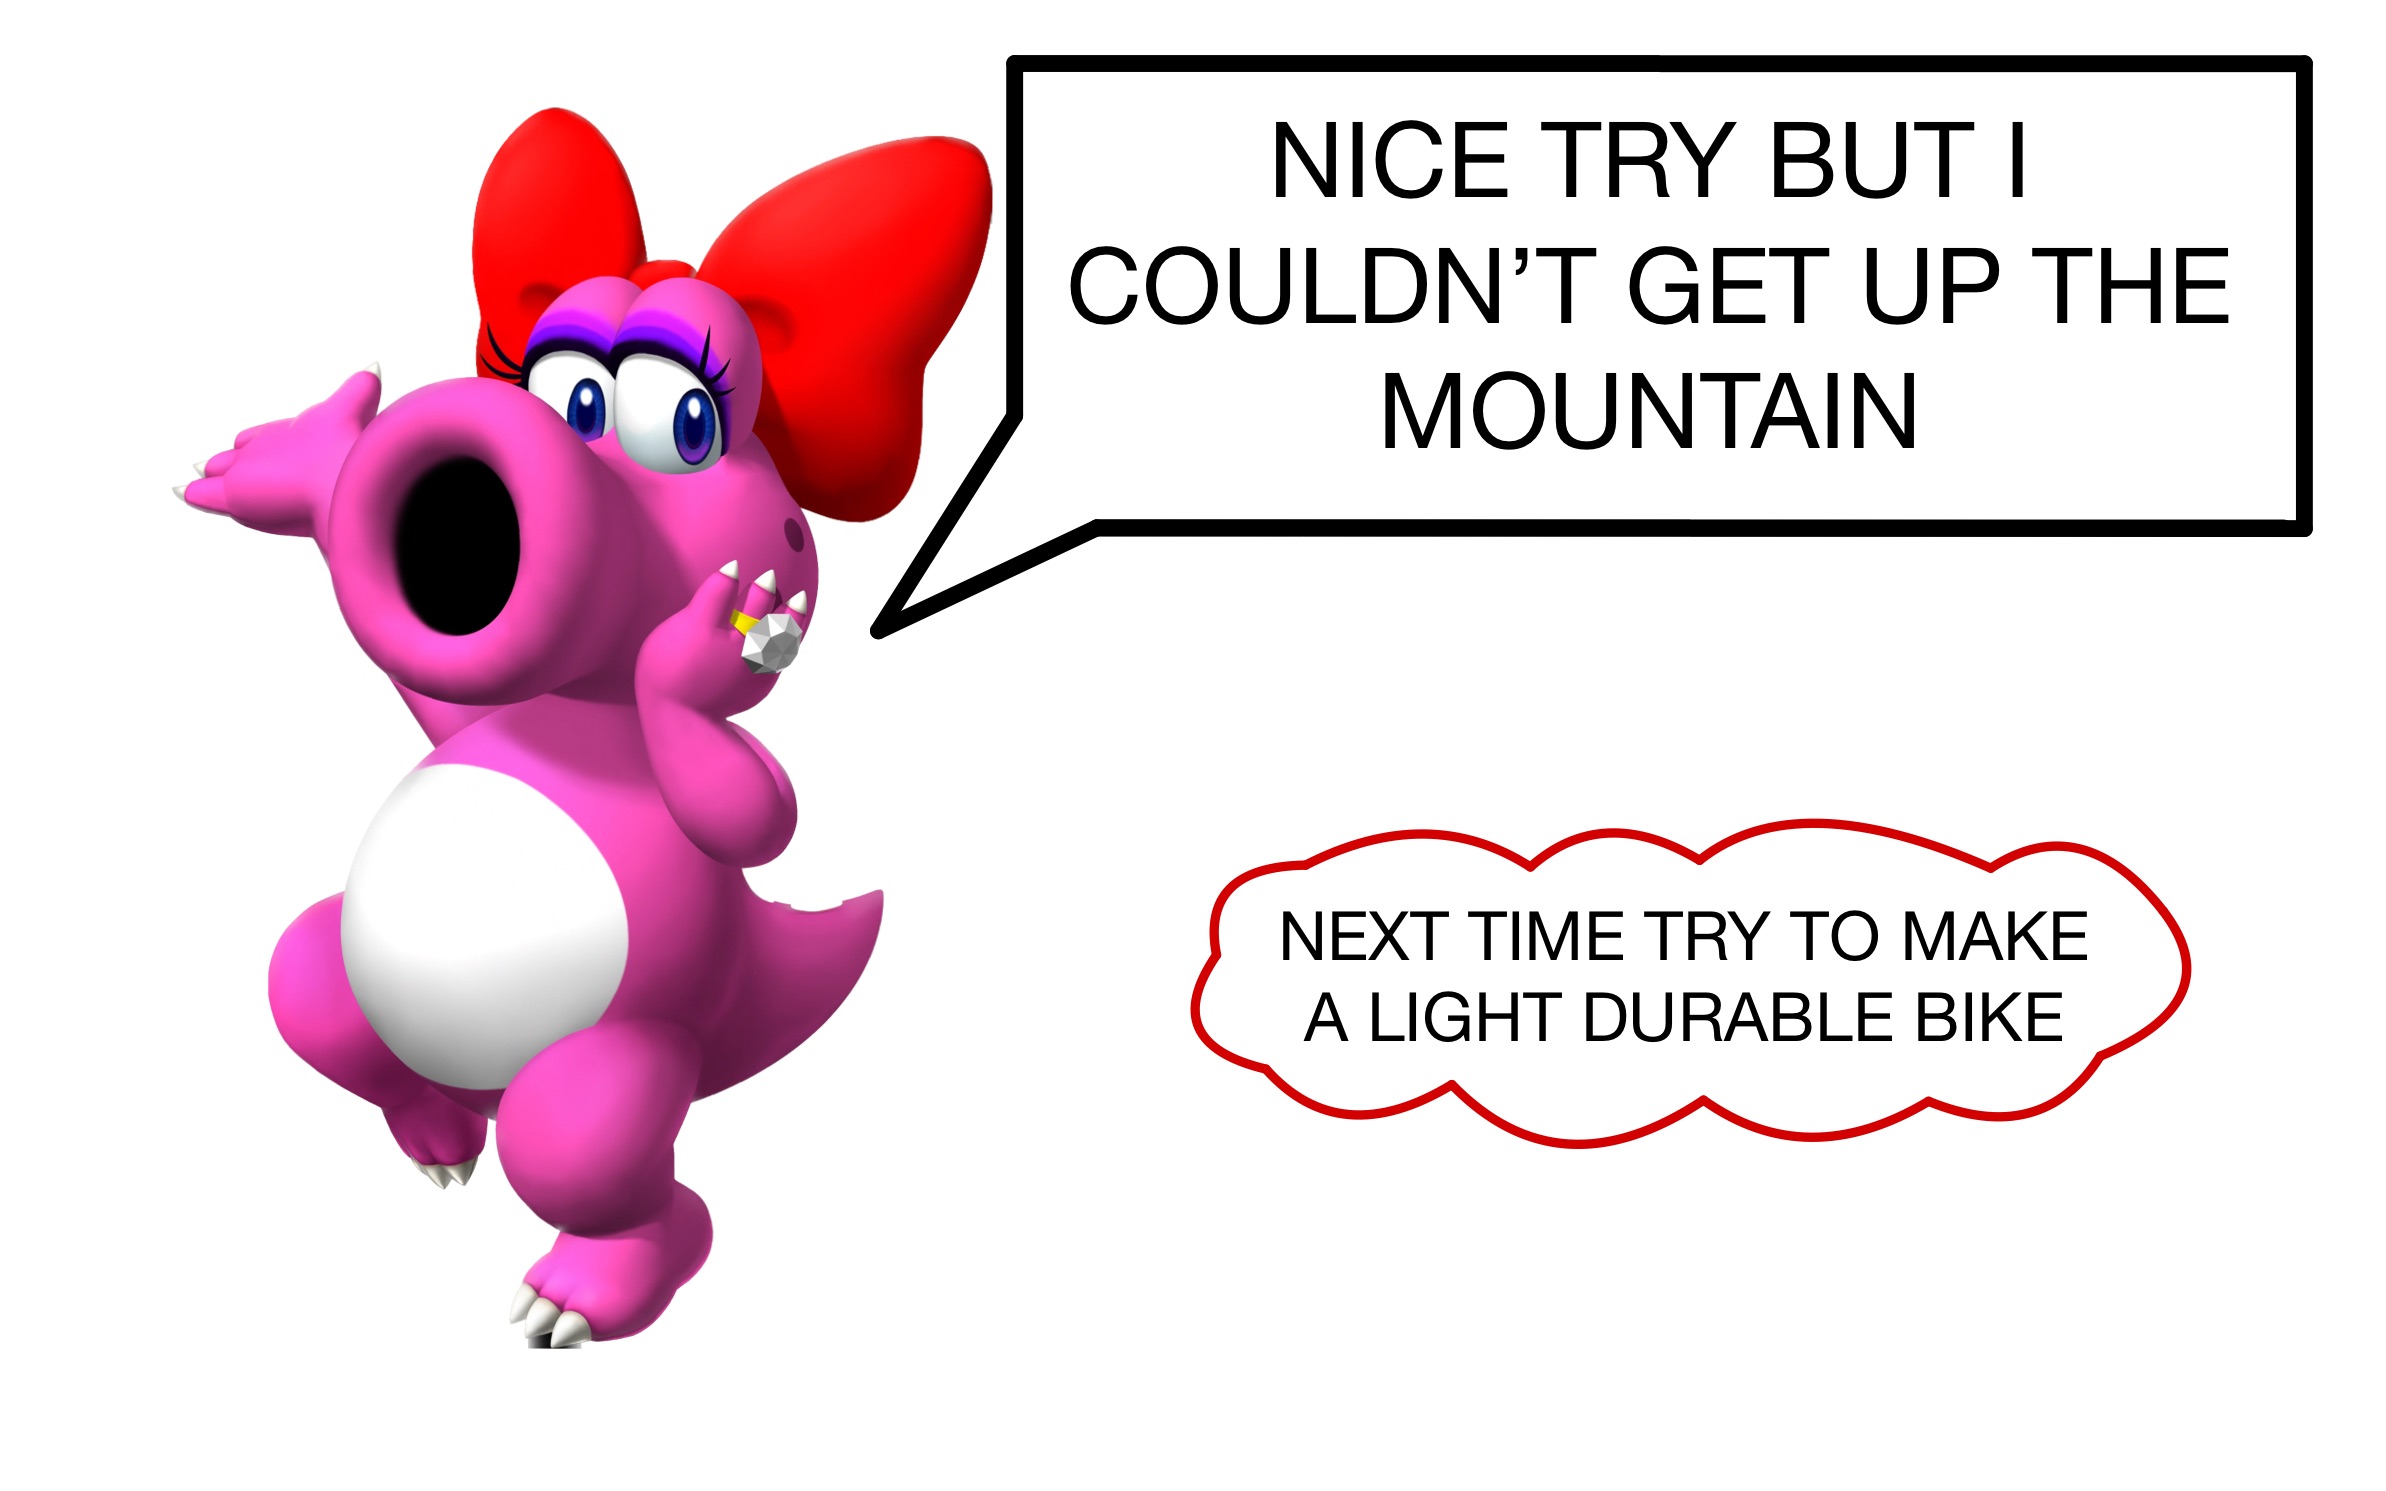 NICE TRY BUT I
COULDN’T GET UP THE
MOUNTAIN
NEXT TIME TRY TO MAKE
A LIGHT DURABLE BIKE